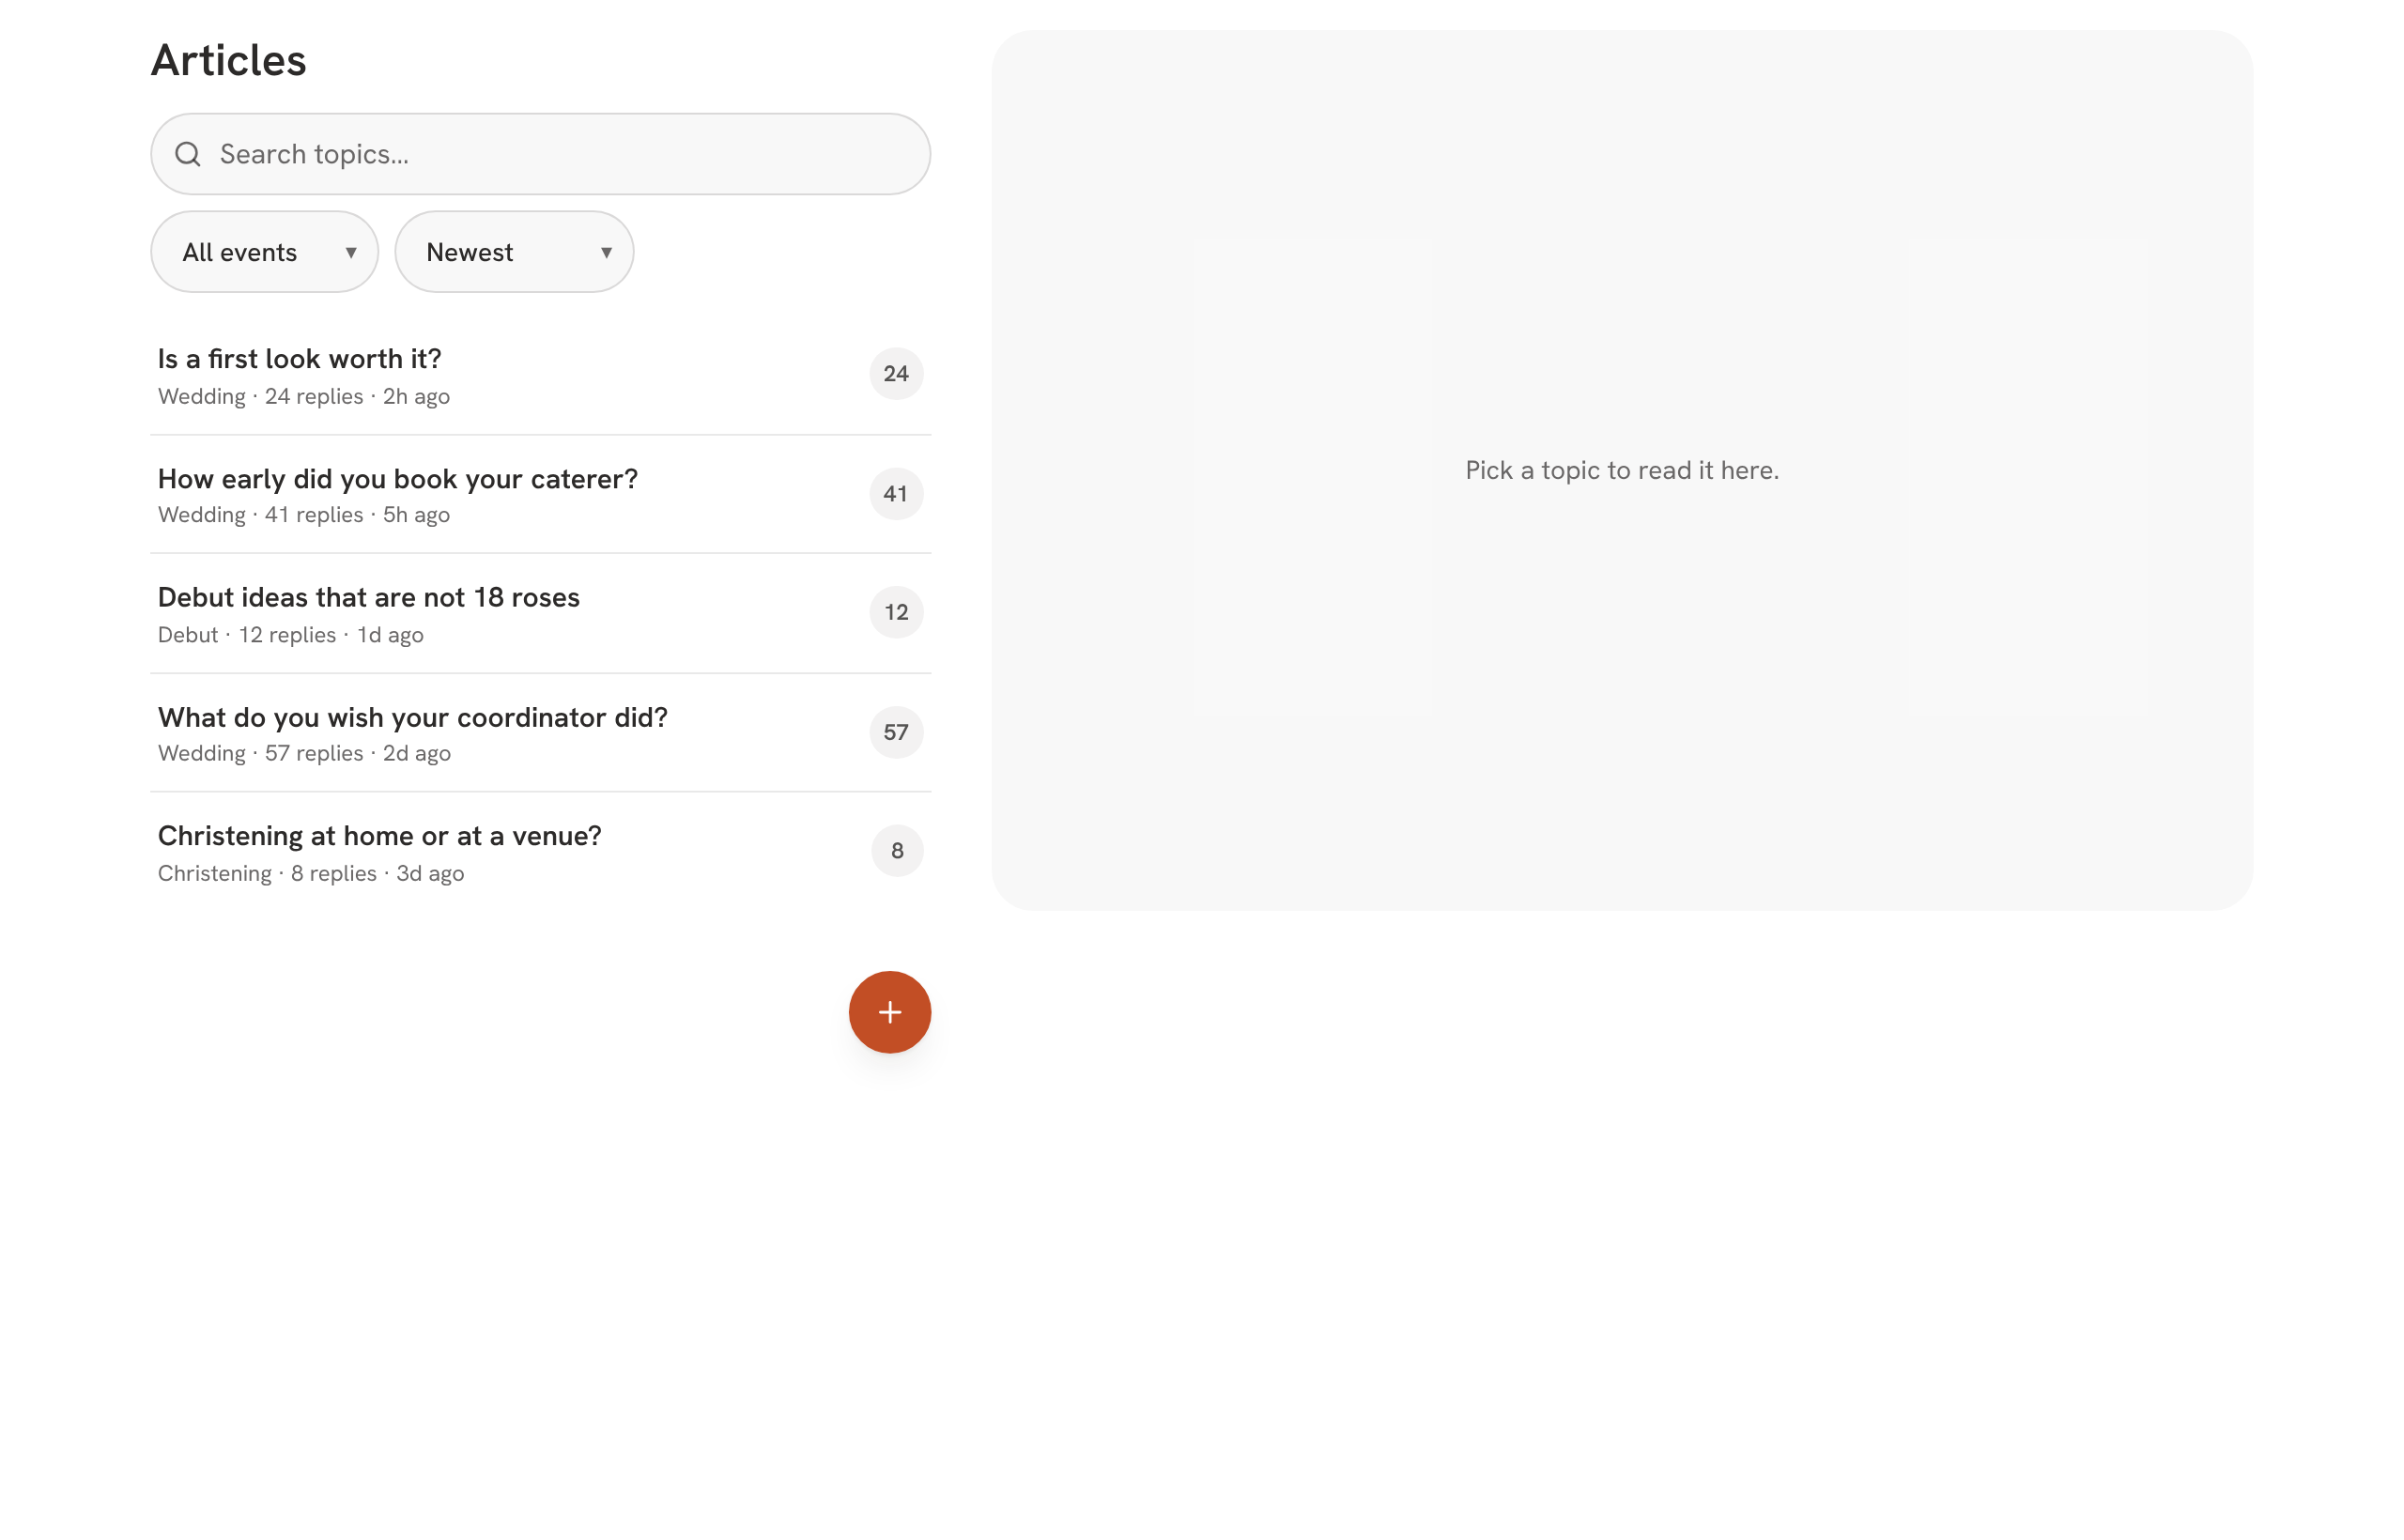 Articles
Search topics...
All events ▾
Newest ▾
Is a first look worth it?
Wedding · 24 replies · 2h ago
24
How early did you book your caterer?
Wedding · 41 replies · 5h ago
41
Debut ideas that are not 18 roses
Debut · 12 replies · 1d ago
12
What do you wish your coordinator did?
Wedding · 57 replies · 2d ago
57
Christening at home or at a venue?
Christening · 8 replies · 3d ago
8
+
Pick a topic to read it here.